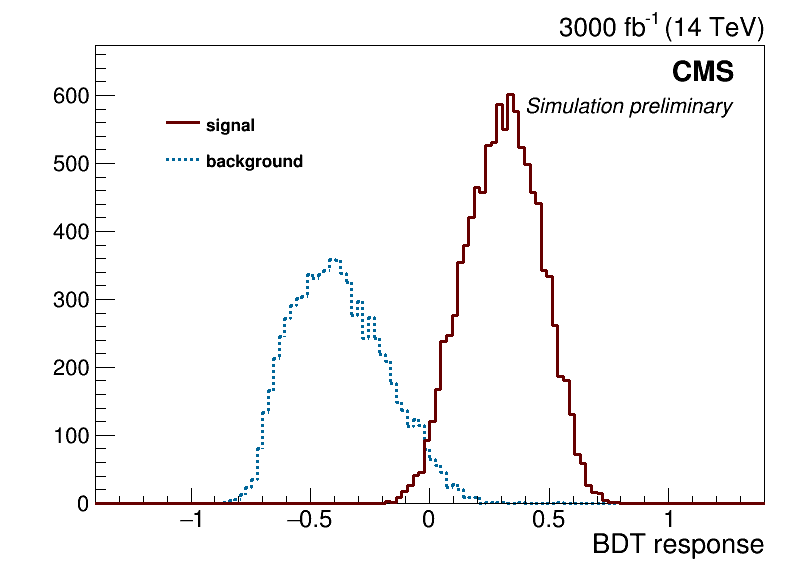 3000 fb-1 (14 TeV)
CMS
Simulation preliminary
signal
background
600
500
400
300
200
100
0
−1 −0.5 0 0.5 1
BDT response